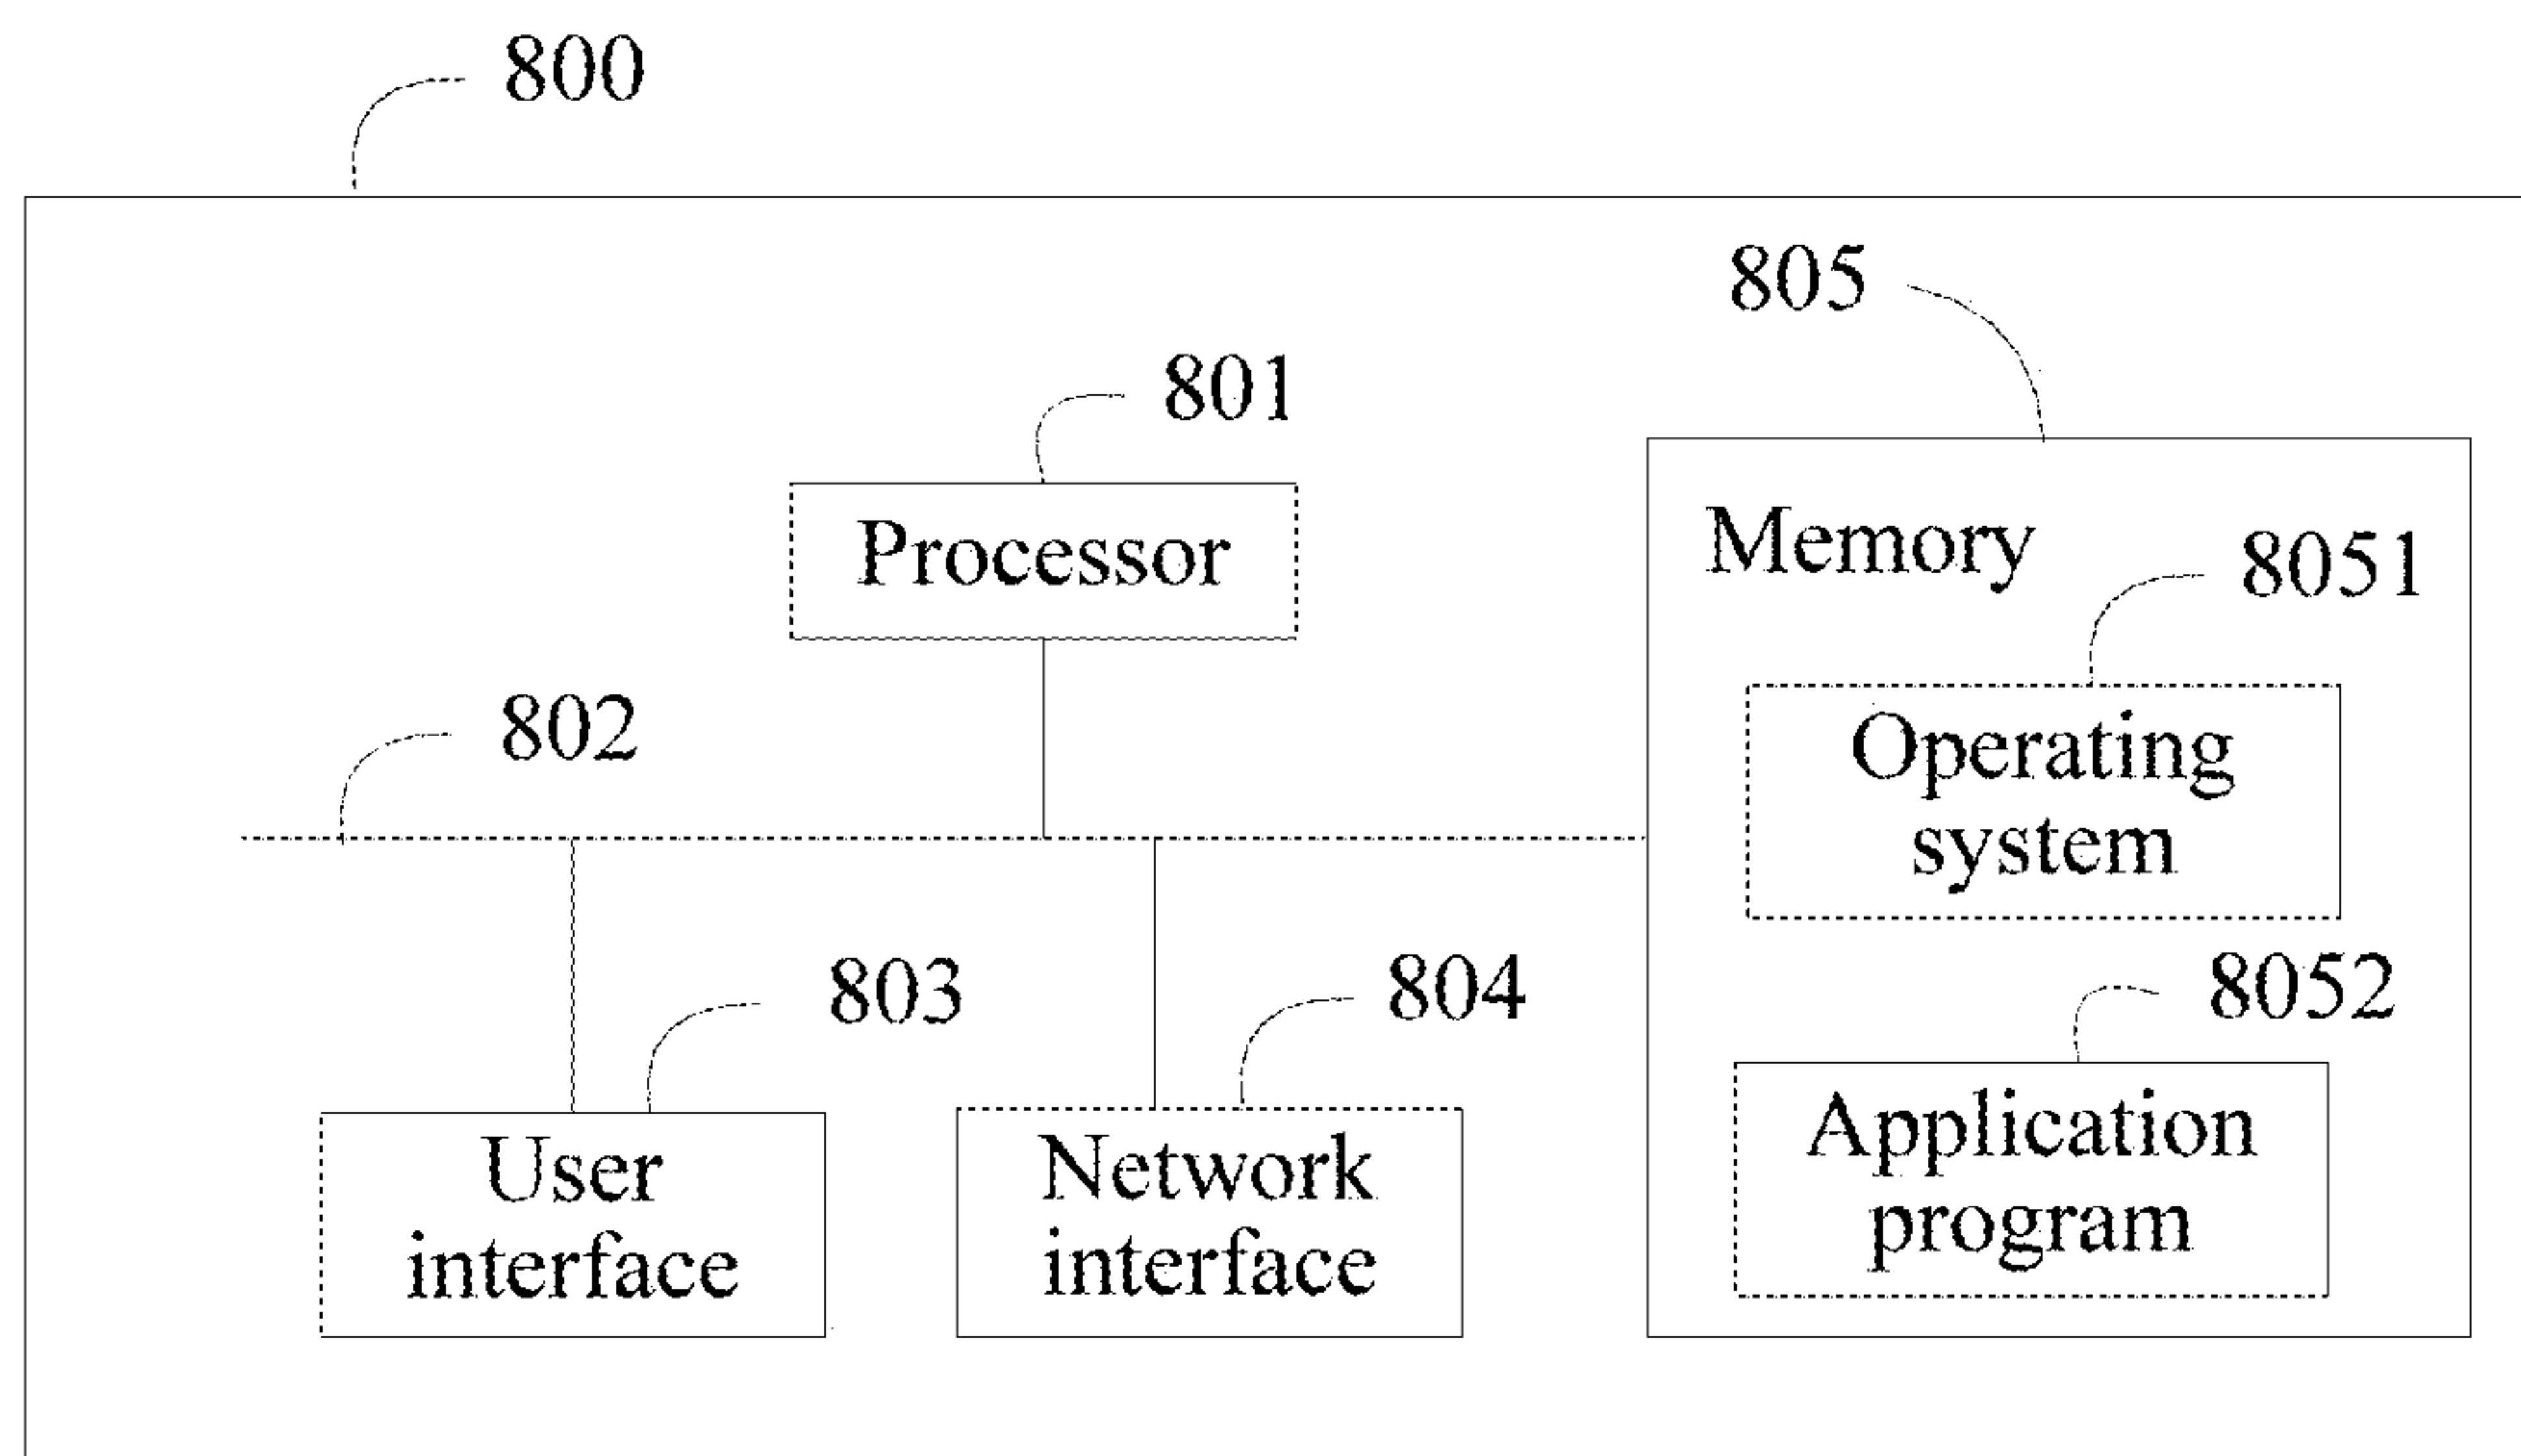 800
805
801
Processor
Memory
8051
802
Operating
system
803
804
8052
User
interface
Network
interface
Application
program